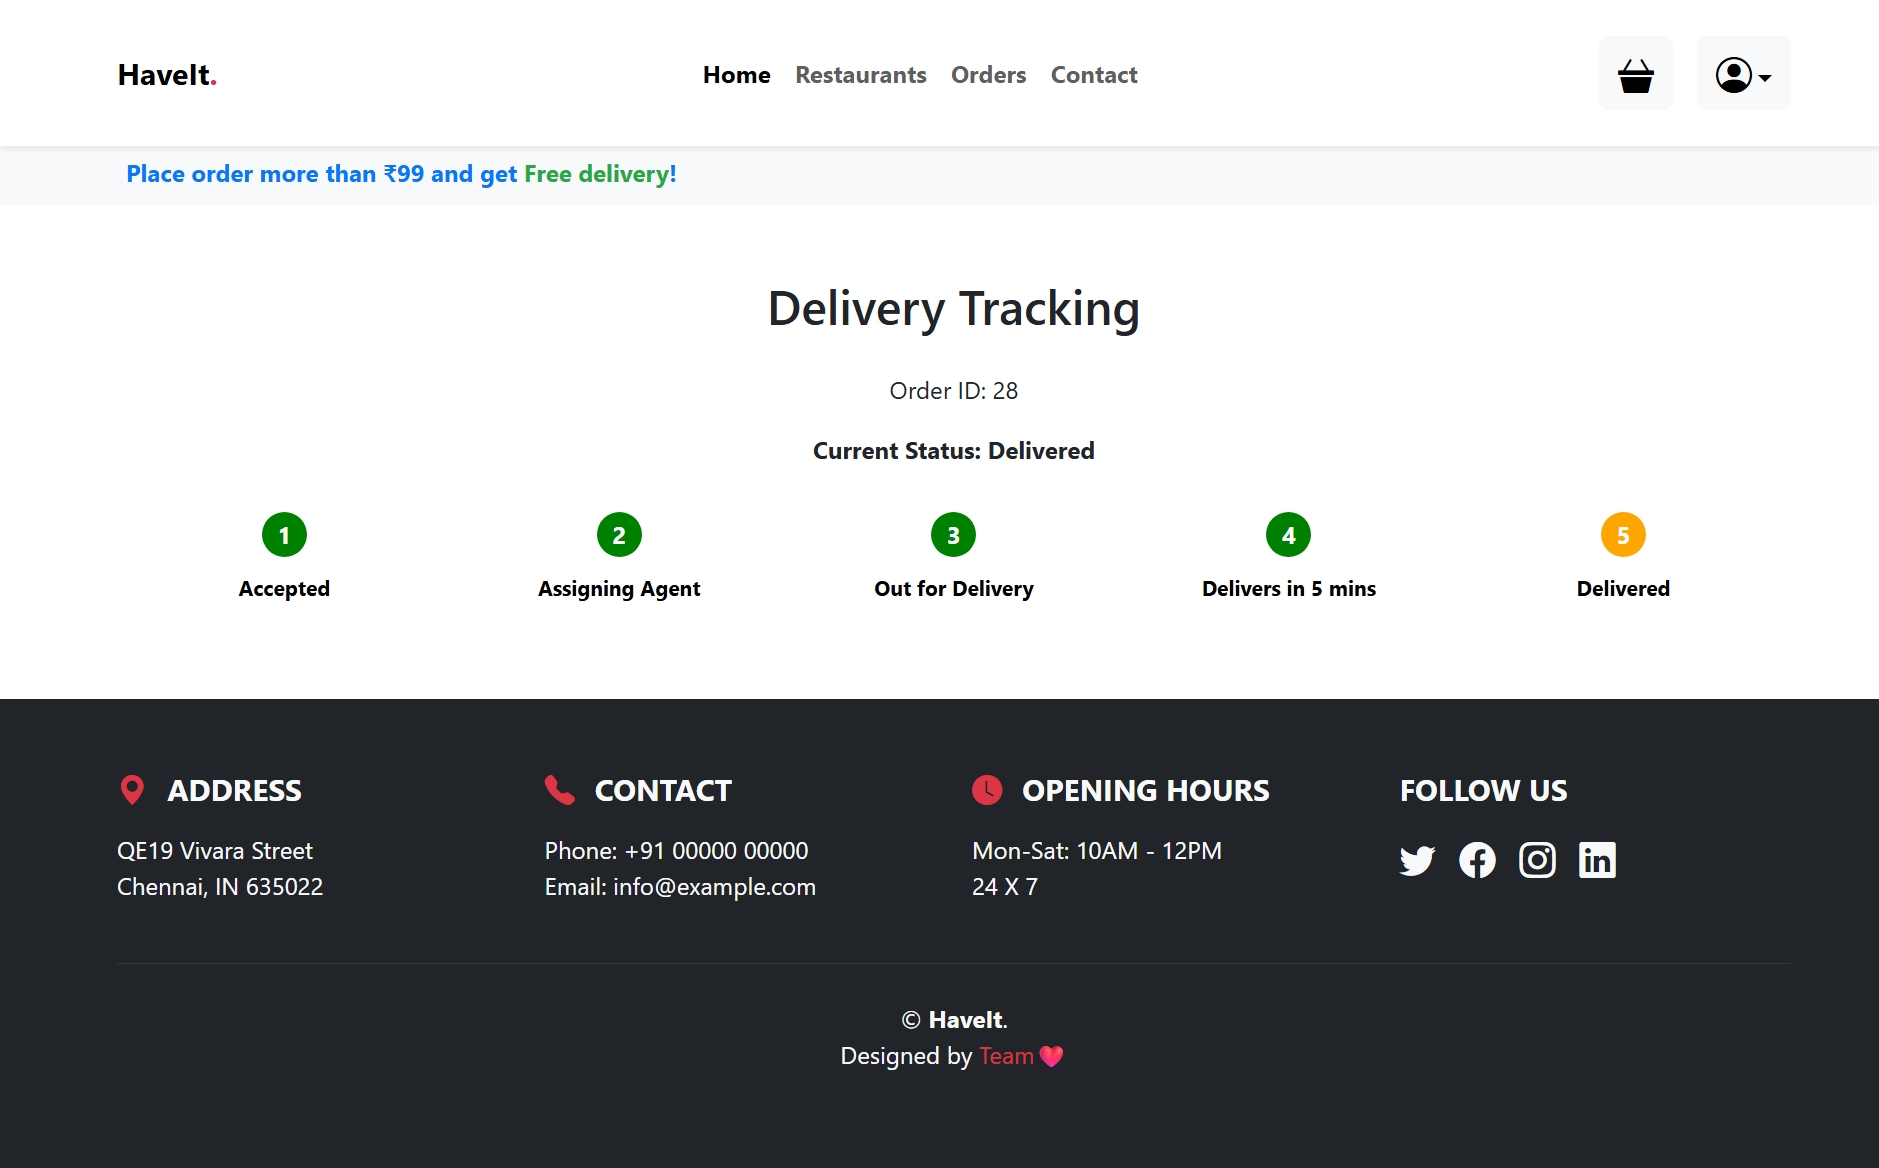 HaveIt.
Home Restaurants Orders Contact
Place order more than ₹99 and get Free delivery!
Delivery Tracking
Order ID: 28
Current Status: Delivered
1 2 3 4 5
Accepted Assigning Agent Out for Delivery Delivers in 5 mins Delivered
ADDRESS
QE19 Vivara Street
Chennai, IN 635022
CONTACT
Phone: +91 00000 00000
Email: info@example.com
OPENING HOURS
Mon-Sat: 10AM - 12PM
24 X 7
FOLLOW US
© HaveIt.
Designed by Team